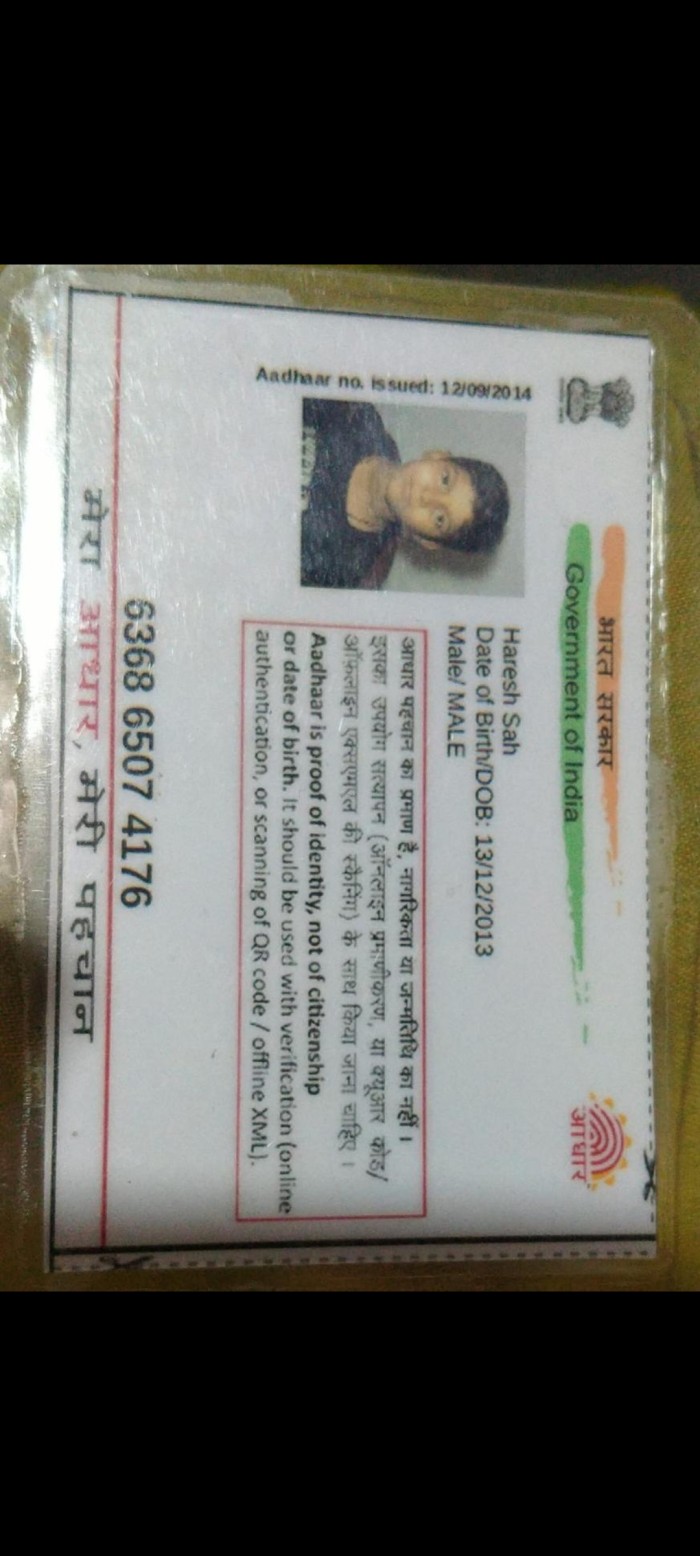 भारत सरकार
Government of India
आधार
Aadhaar no. issued: 12/09/2014
Haresh Sah
Date of Birth/DOB: 13/12/2013
Male/ MALE
आधार पहचान का प्रमाण है, नागरिकता या जन्मतिथि का नहीं ।
इसका उपयोग सत्यापन (ऑनलाइन प्रमाणीकरण, या क्यूआर कोड/
ऑफलाइन एक्सएमएल की स्कैनिंग) के साथ किया जाना चाहिए ।
Aadhaar is proof of identity, not of citizenship
or date of birth. It should be used with verification (online
authentication, or scanning of QR code / offline XML).
6368 6507 4176
मेरा आधार, मेरी पहचान